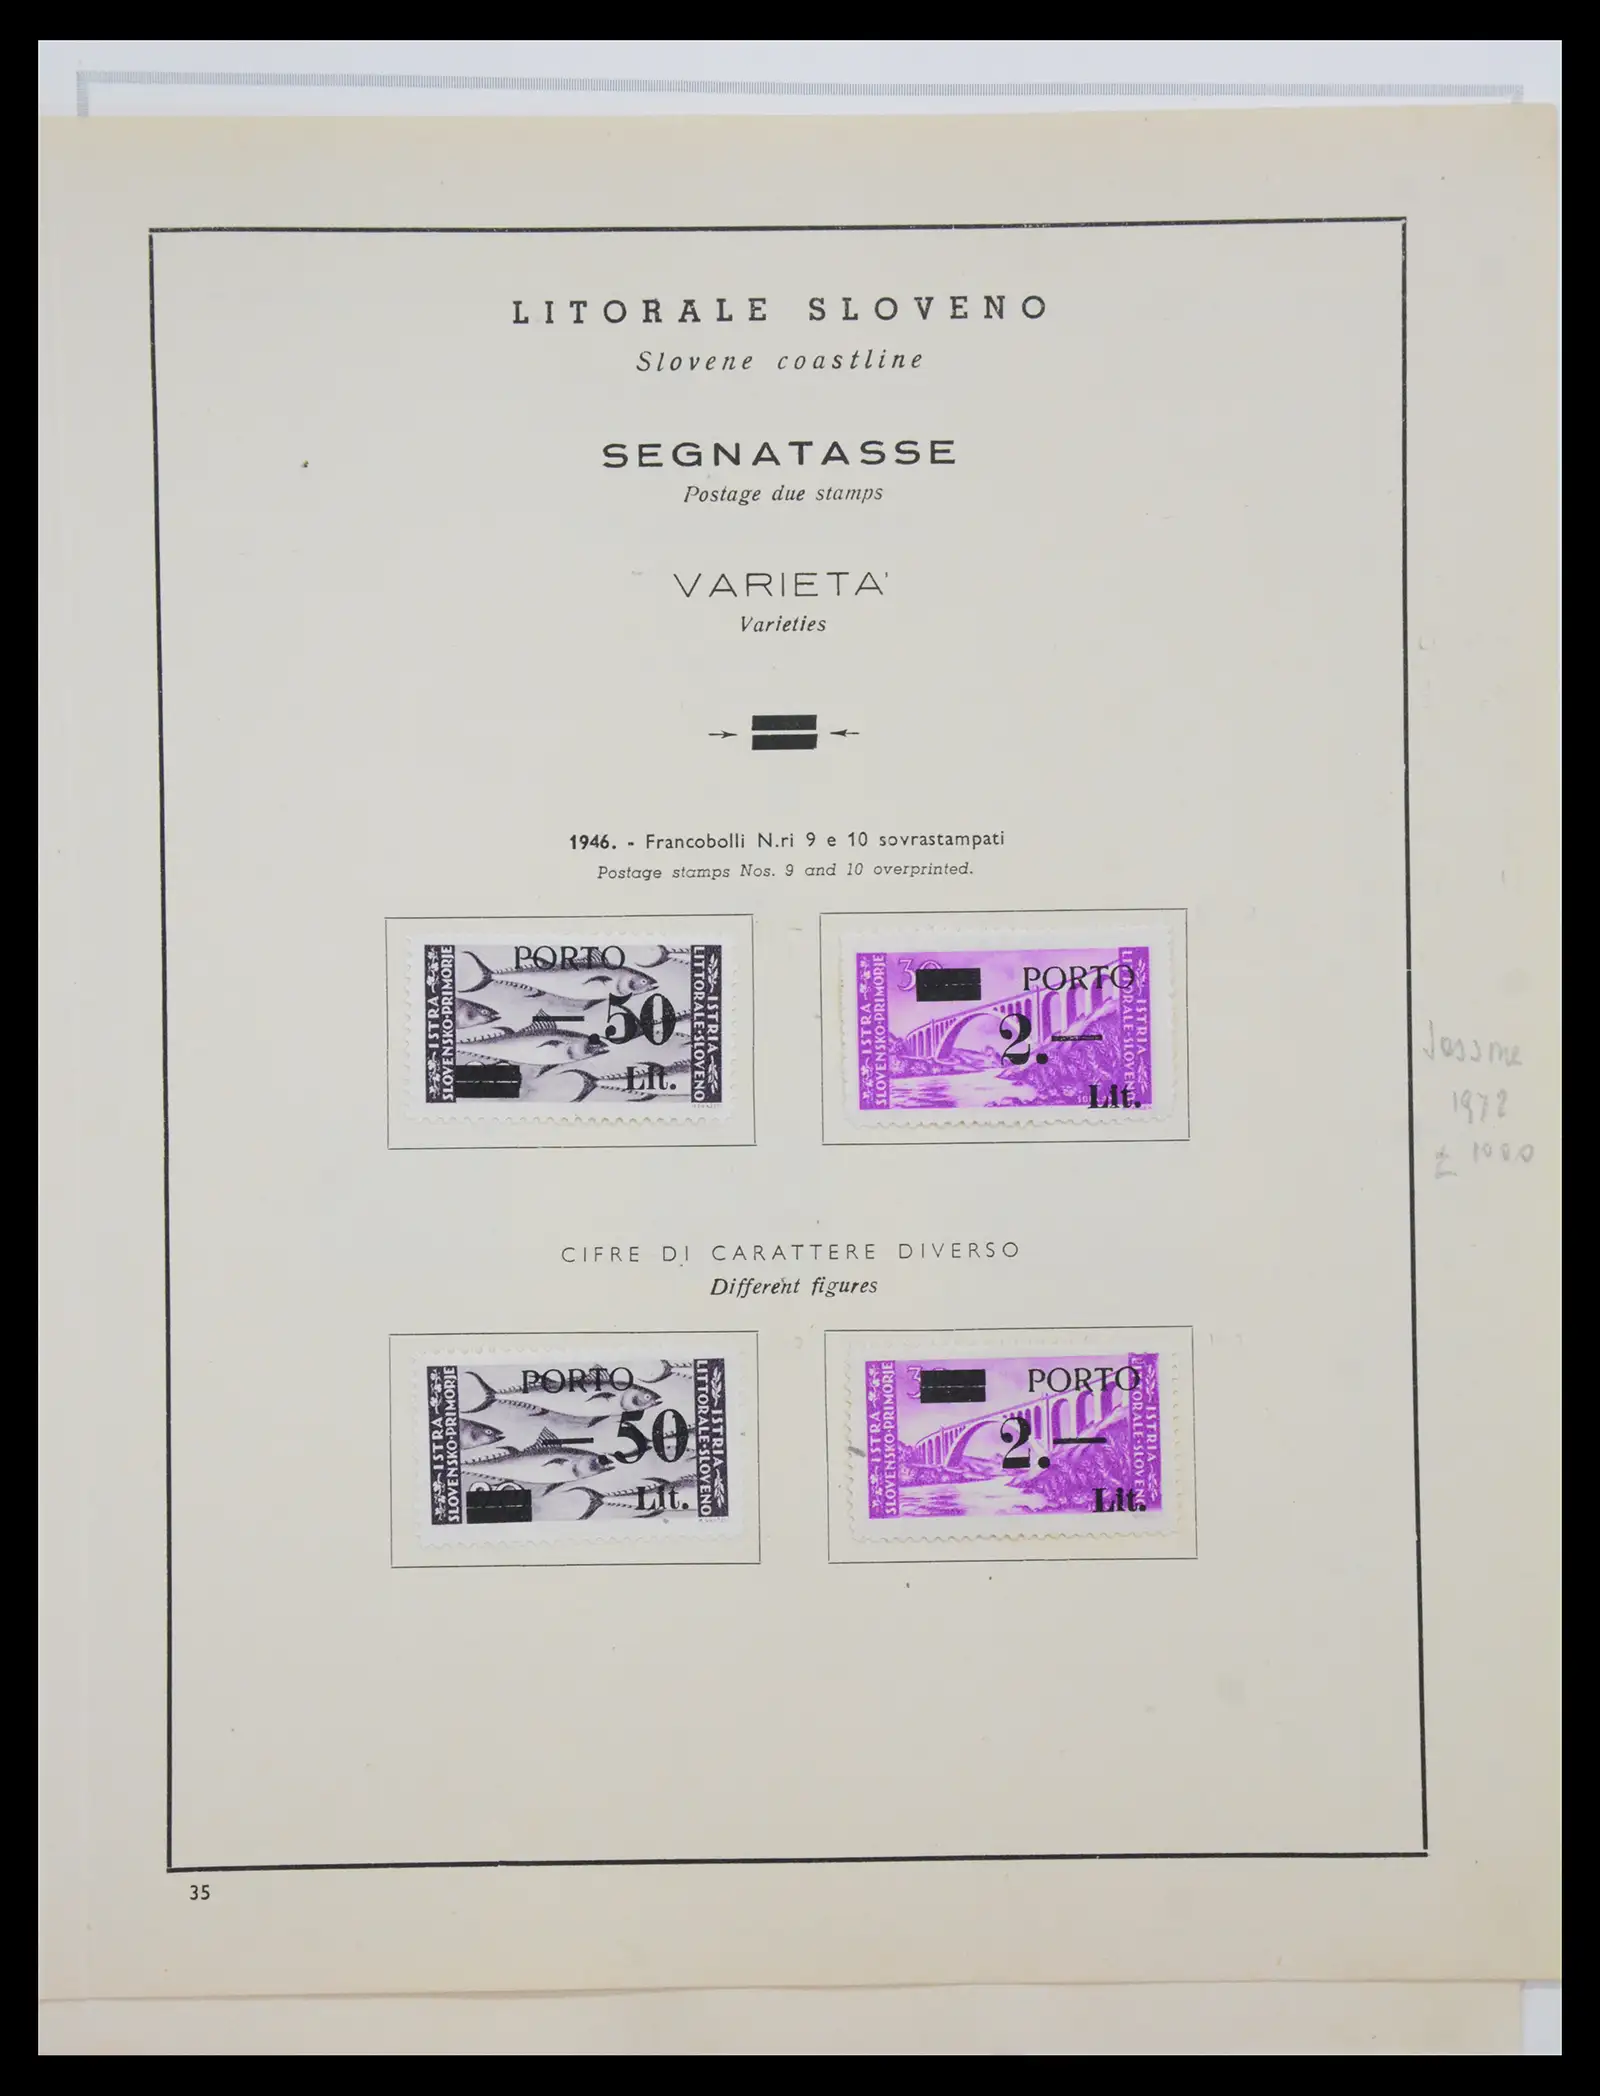 LITORALE SLOVENO
Slovene coastline
SEGNATASSE
Postage due stamps
VARIETA'
Varieties
1946. - Francobolli N.ri 9 e 10 sovrastampati
Postage stamps Nos. 9 and 10 overprinted.
ISTRA
SLOVENSKO-PRIMORJE
PORTO
—.50
Lit.
ISTRIA
LITTORALE-SLOVENO
ISTRA
SLOVENSKO-PRIMORJE
30
PORTO
2.—
Lit.
ISTRIA
LITTORALE-SLOVENO
1972
£ 1000
CIFRE DI CARATTERE DIVERSO
Different figures
ISTRA
SLOVENSKO-PRIMORJE
PORTO
—.50
Lit.
ISTRIA
LITTORALE-SLOVENO
ISTRA
SLOVENSKO-PRIMORJE
PORTO
2.—
Lit.
ISTRIA
LITTORALE-SLOVENO
35